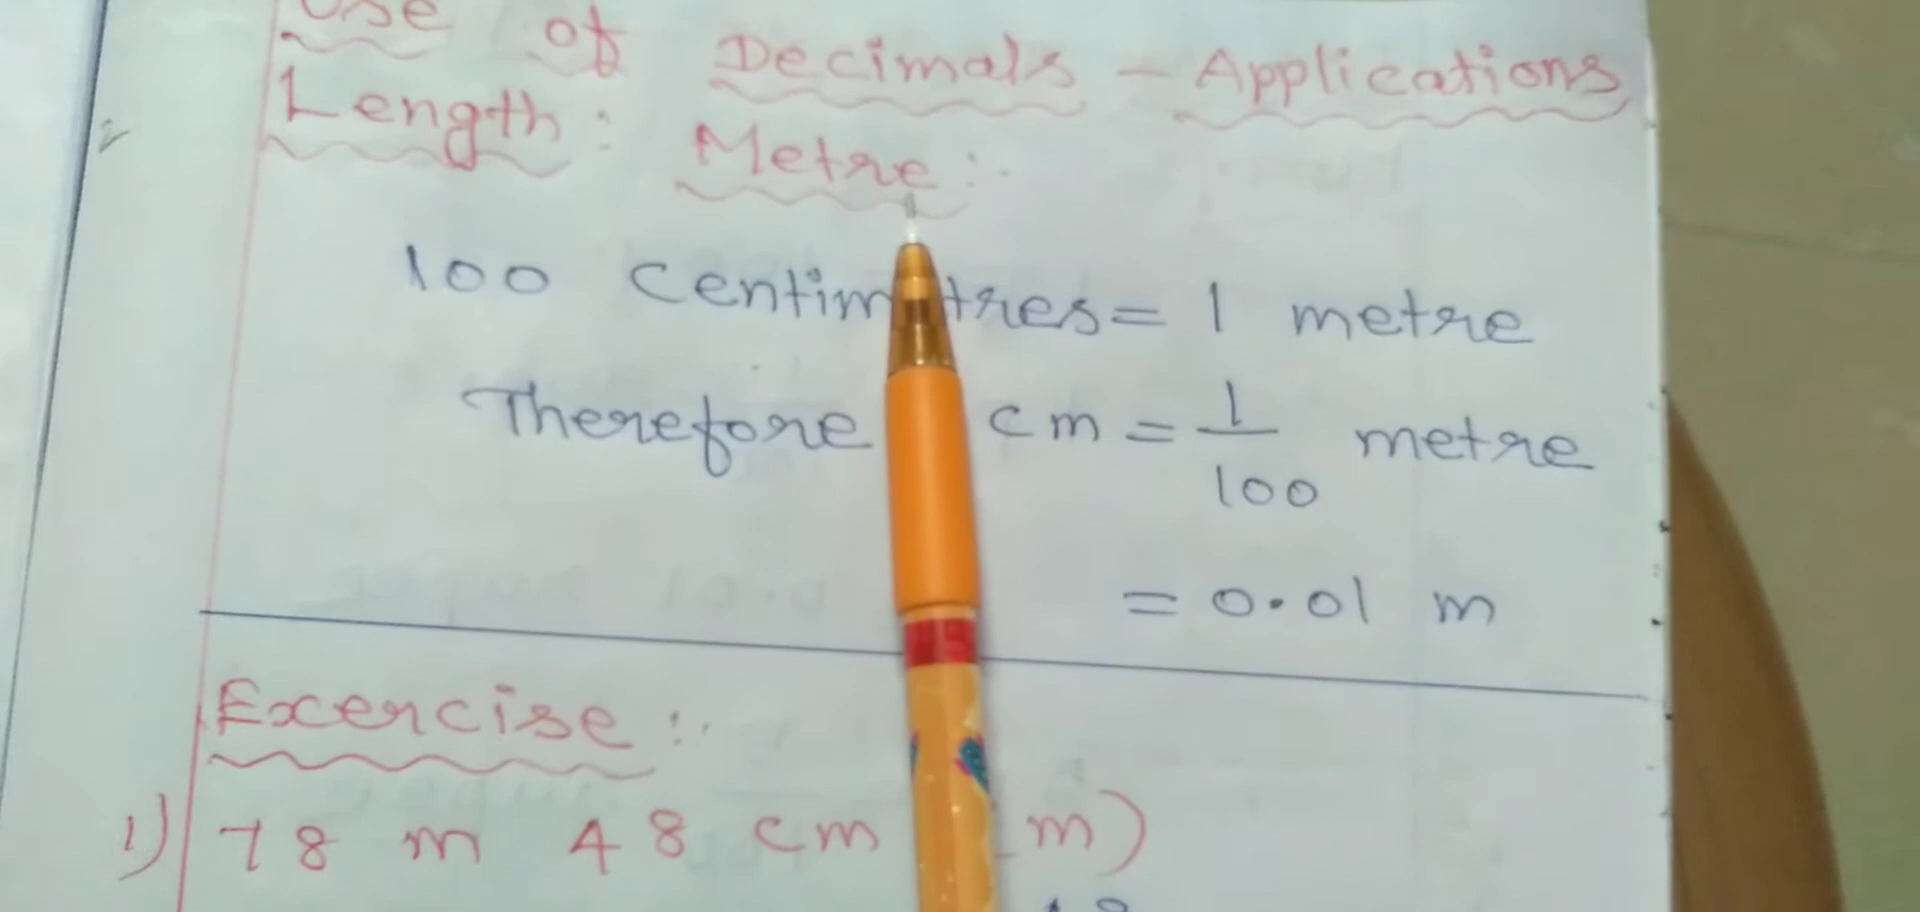 Use of Decimals - Applications
Length: Metre:-
100 Centimetres = 1 metre
Therefore cm = 1/100 metre
= 0.01 m
Exercise :-
1) 78 m 48 cm m)